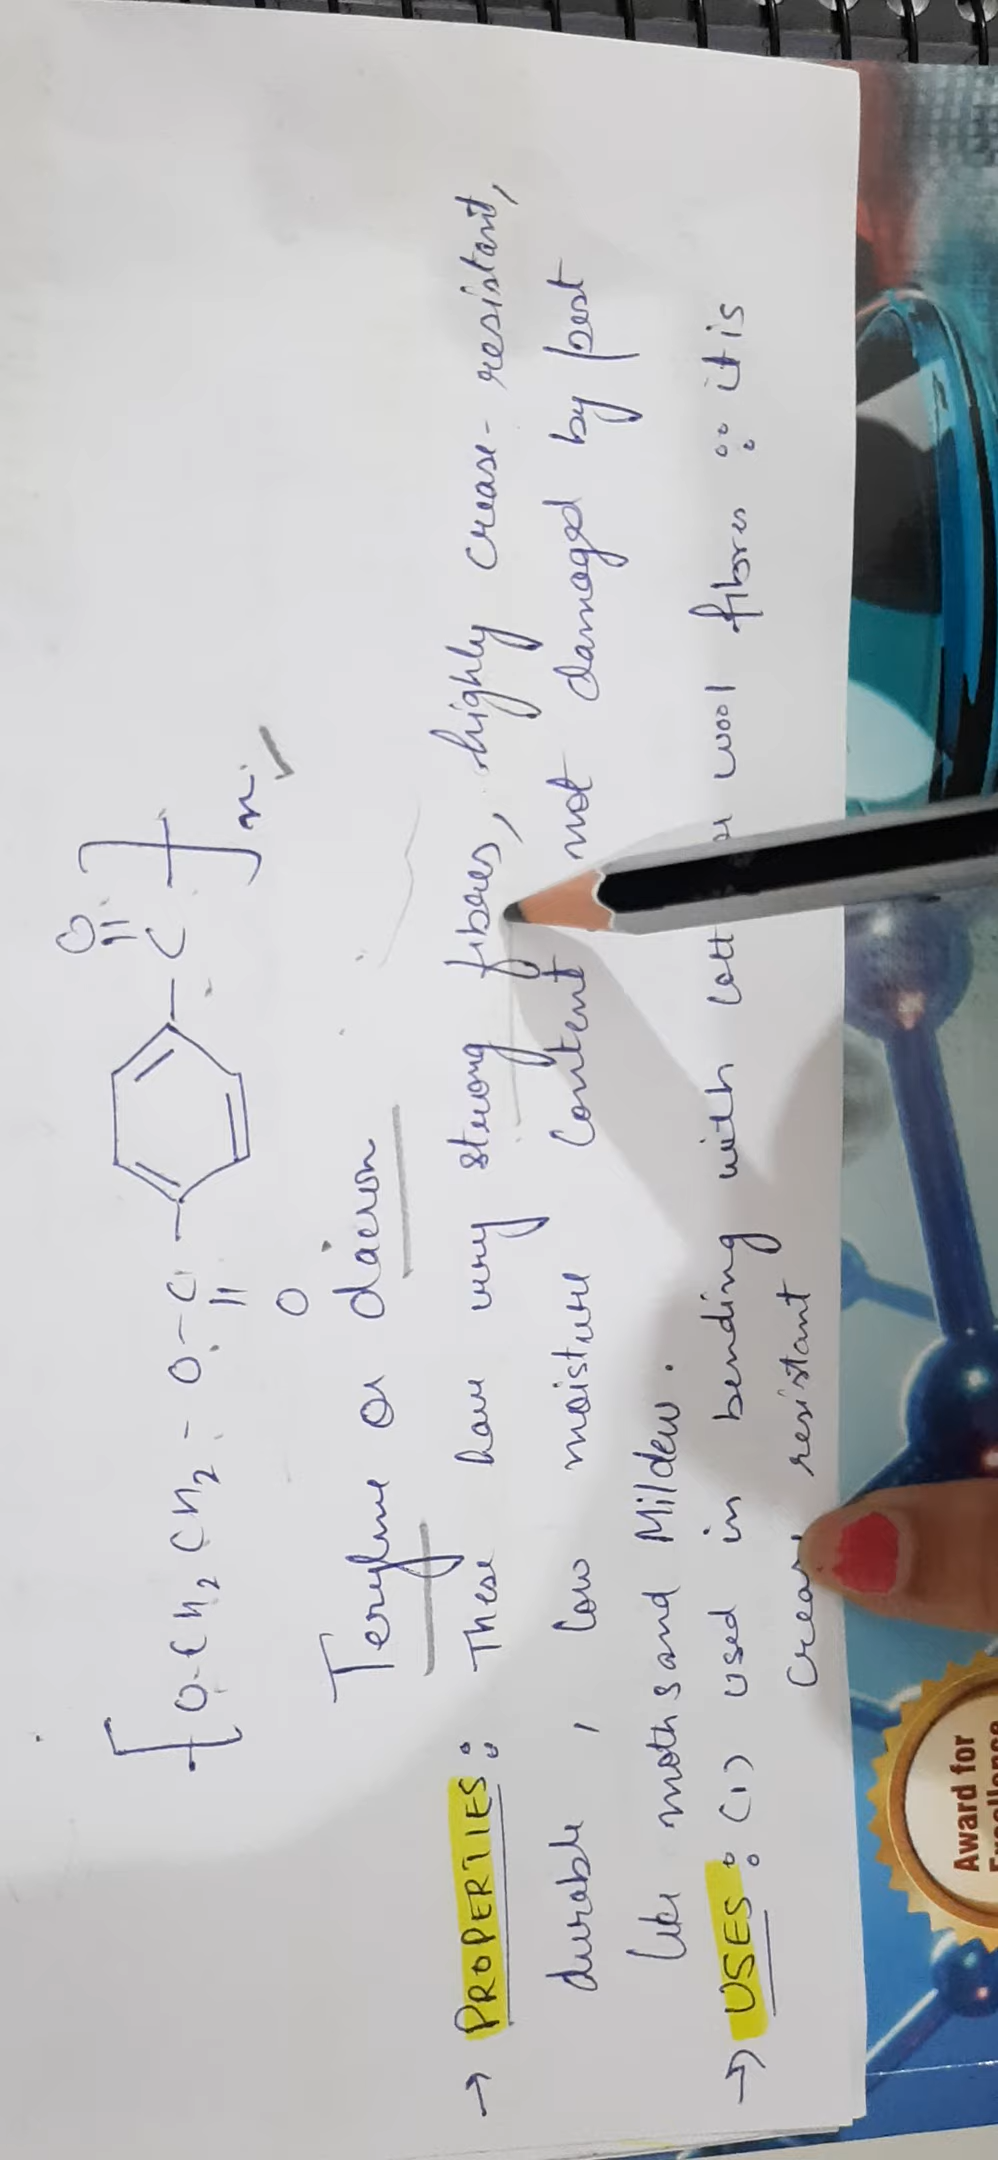 O
[O-CH2CH2-O-C-
-C-]n
O
Terylene or dacron
→ PROPERTIES: These have very strong fibres, highly crease-resistant,
durable, low moisture content not damaged by pest
like moths and Mildew.
→ USES: (1) used in bending with wool fibres ∵ it is
resistant
Award for